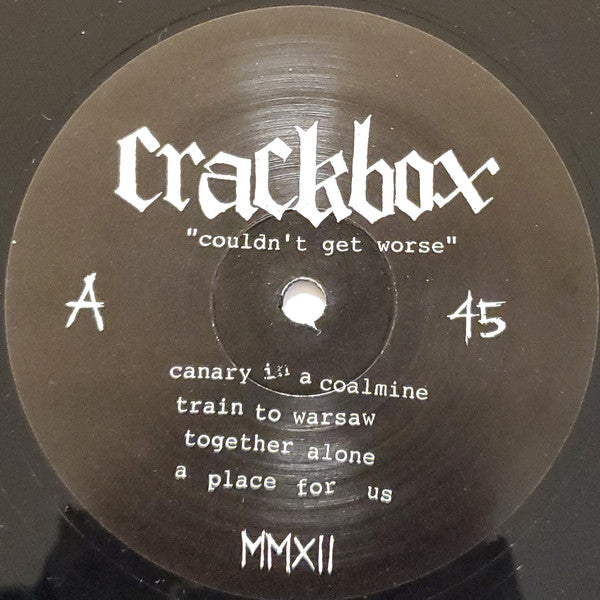 crackbox
"couldn't get worse"
A
45
canary in a coalmine
train to warsaw
together alone
a place for us
MMXII